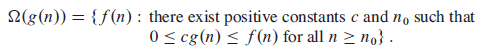 Ω(g(n)) = {f(n) : there exist positive constants c and n₀ such that
0 ≤ cg(n) ≤ f(n) for all n ≥ n₀} .